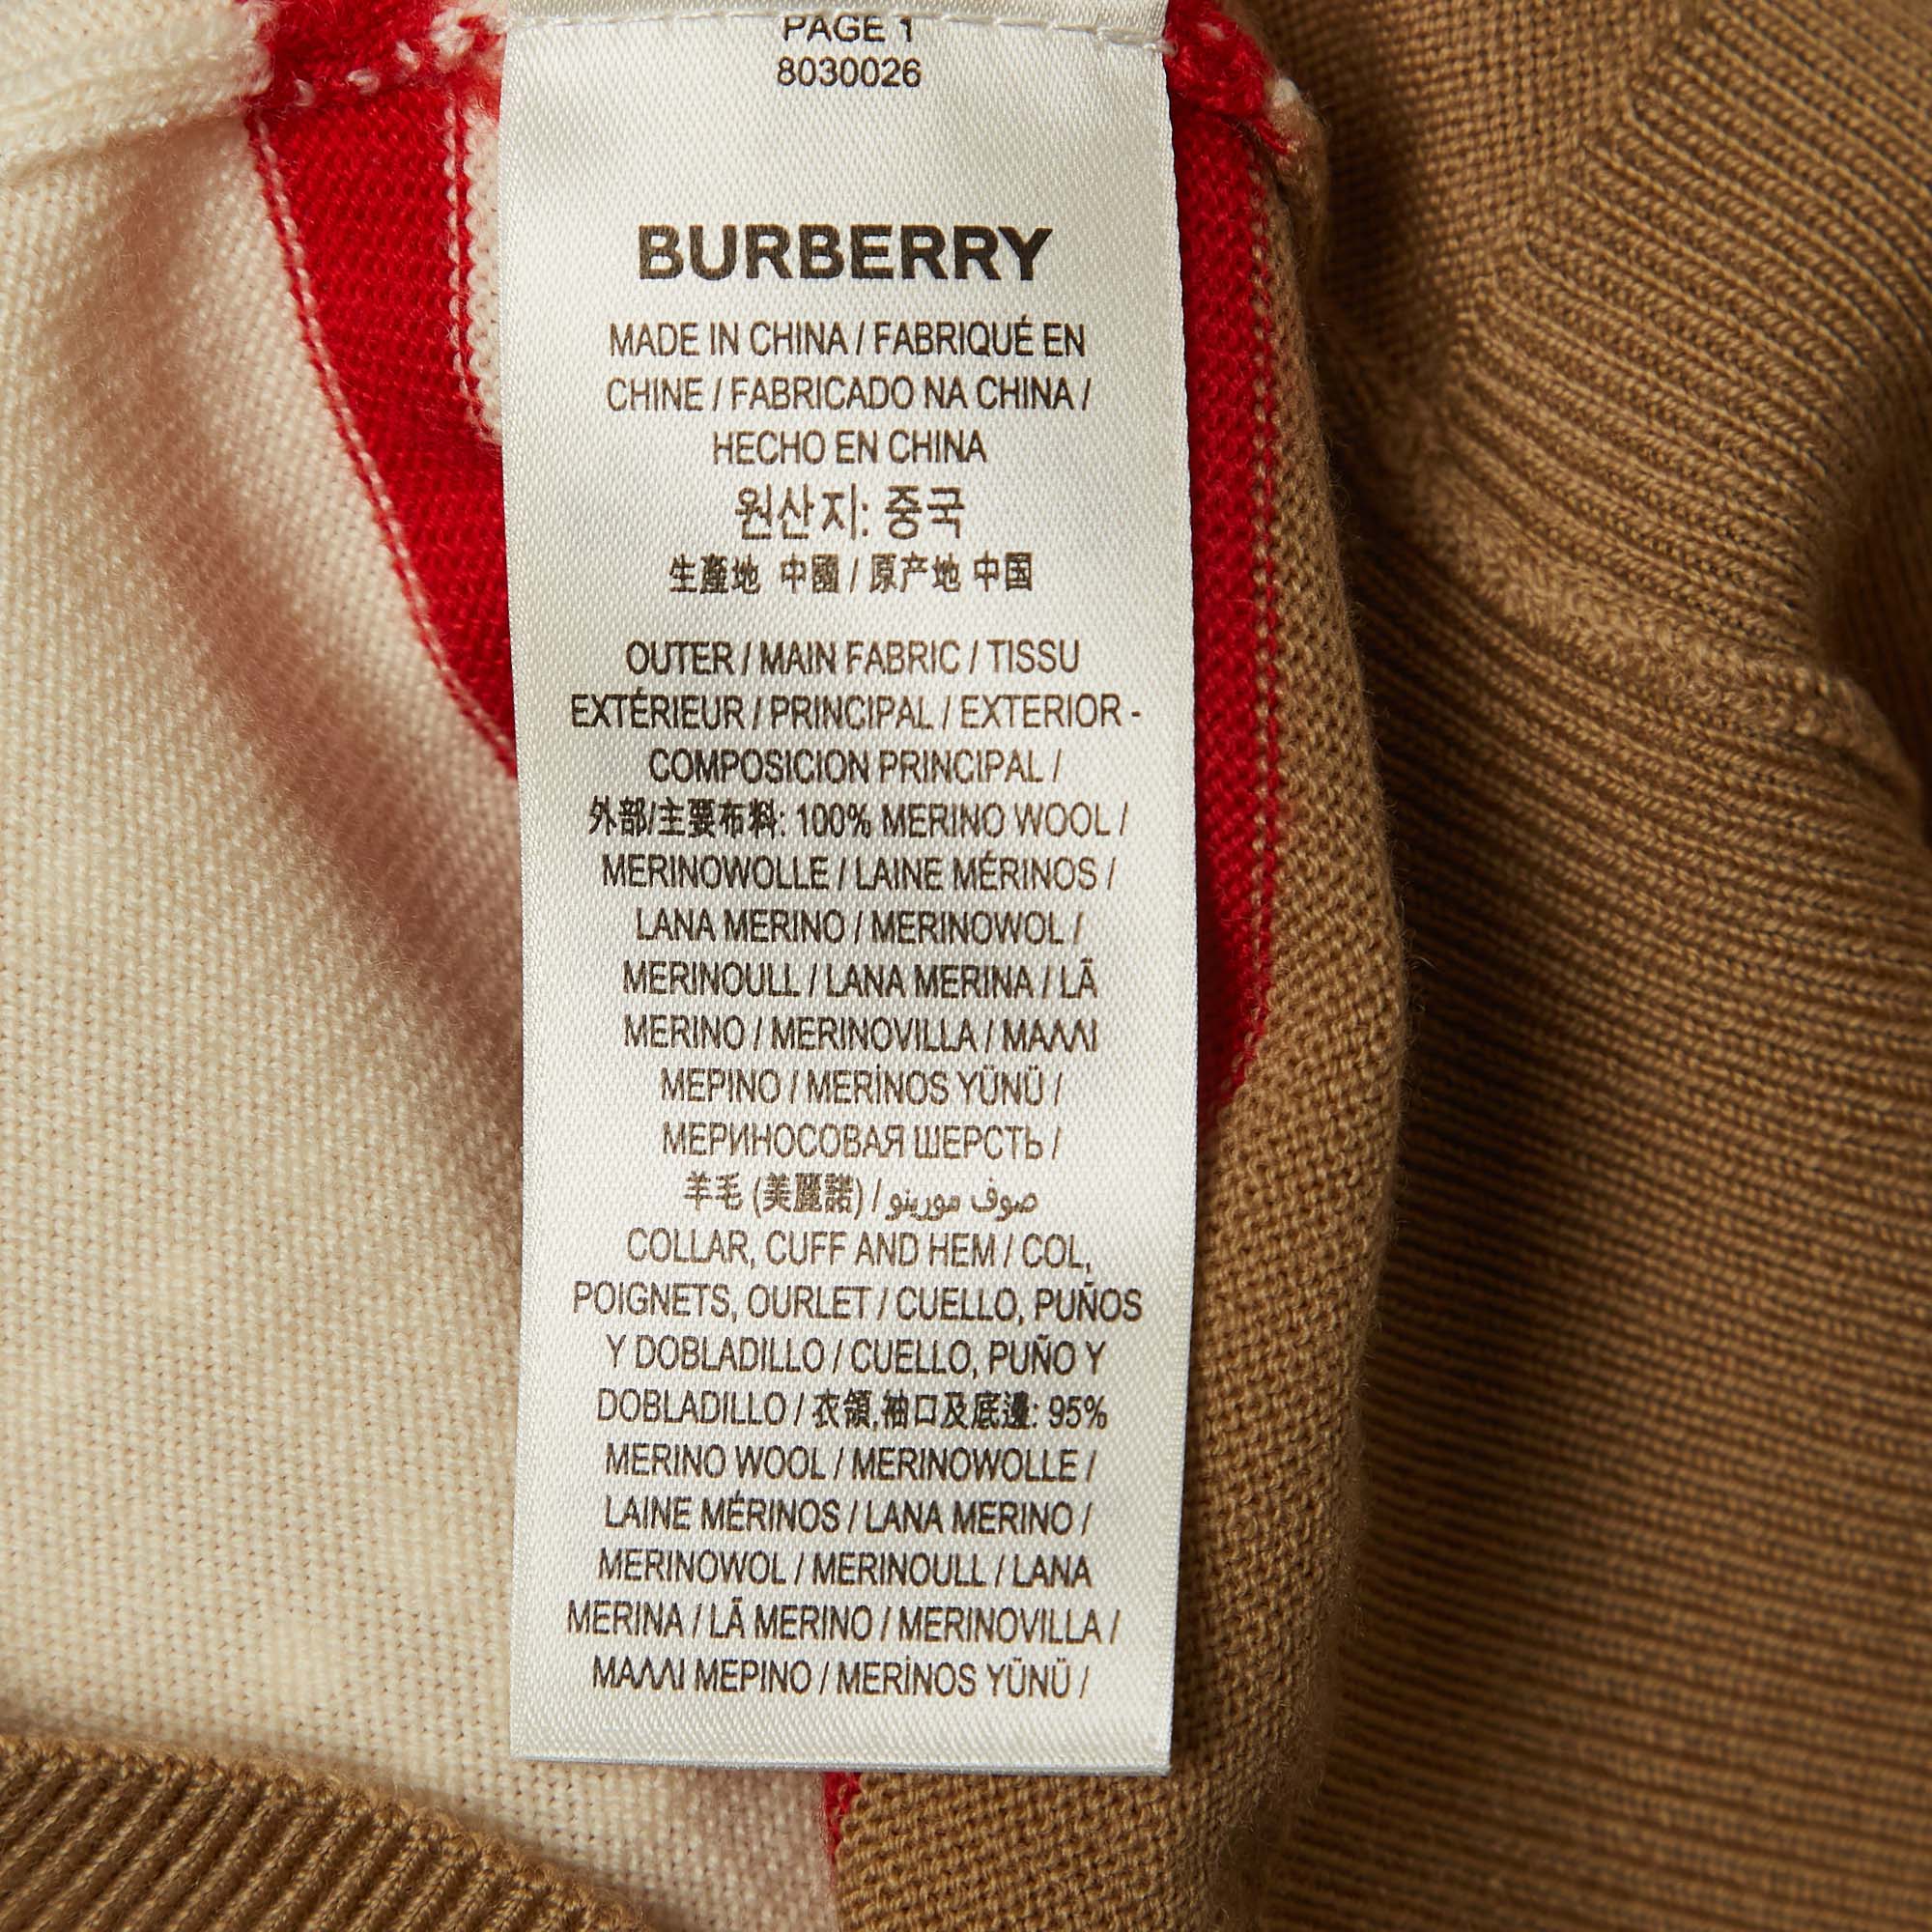 PAGE 1
8030026
BURBERRY
MADE IN CHINA / FABRIQUÉ EN
CHINE / FABRICADO NA CHINA /
HECHO EN CHINA
원산지: 중국
生產地 中國 / 原产地 中国
OUTER / MAIN FABRIC / TISSU
EXTÉRIEUR / PRINCIPAL / EXTERIOR -
COMPOSICION PRINCIPAL /
外部/主要布料: 100% MERINO WOOL /
MERINOWOLLE / LAINE MÉRINOS /
LANA MERINO / MERINOWOL /
MERINOULL / LANA MERINA / LÃ
MERINO / MERINOVILLA / ΜΑΛΛΙ
ΜΕΡΙΝΟ / MERİNOS YÜNÜ /
МЕРИНОСОВАЯ ШЕРСТЬ /
羊毛 (美麗諾) / صوف مورينو
COLLAR, CUFF AND HEM / COL,
POIGNETS, OURLET / CUELLO, PUÑOS
Y DOBLADILLO / CUELLO, PUÑO Y
DOBLADILLO / 衣領,袖口及底邊: 95%
MERINO WOOL / MERINOWOLLE /
LAINE MÉRINOS / LANA MERINO /
MERINOWOL / MERINOULL / LANA
MERINA / LÃ MERINO / MERINOVILLA /
ΜΑΛΛΙ ΜΕΡΙΝΟ / MERİNOS YÜNÜ /